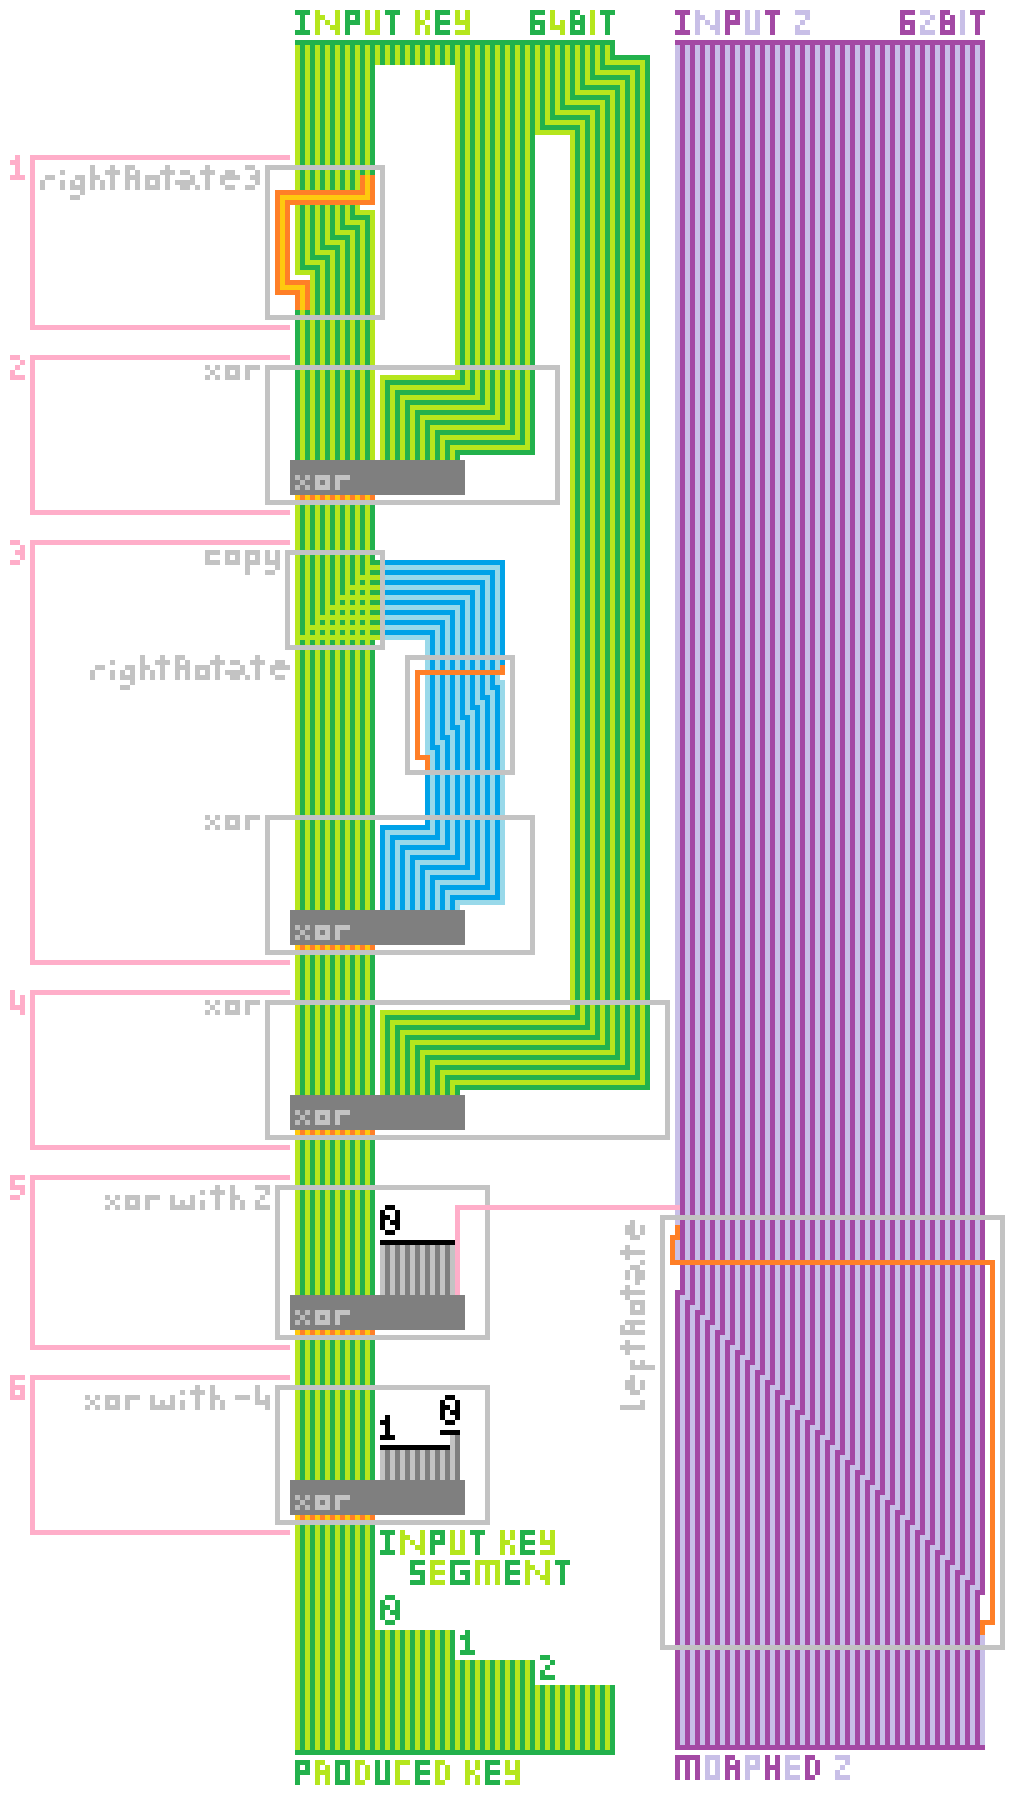 INPUT KEY 64BIT
INPUT Z 62BIT
1
rightRotate 3
2
xor
xor
3
copy
rightRotate
xor
xor
4
xor
xor
5
xor with Z
0
xor
leftRotate
6
xor with -4
0
1
xor
INPUT KEY
SEGMENT
0
1
2
PRODUCED KEY
MORPHED Z